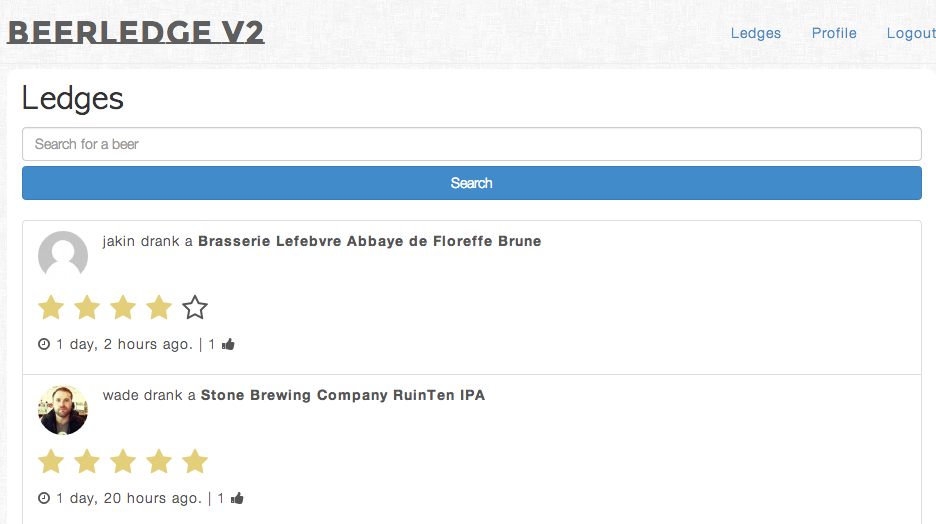 BEERLEDGE V2
Ledges Profile Logout
Ledges
Search for a beer
Search
jakin drank a Brasserie Lefebvre Abbaye de Floreffe Brune
1 day, 2 hours ago. | 1
wade drank a Stone Brewing Company RuinTen IPA
1 day, 20 hours ago. | 1